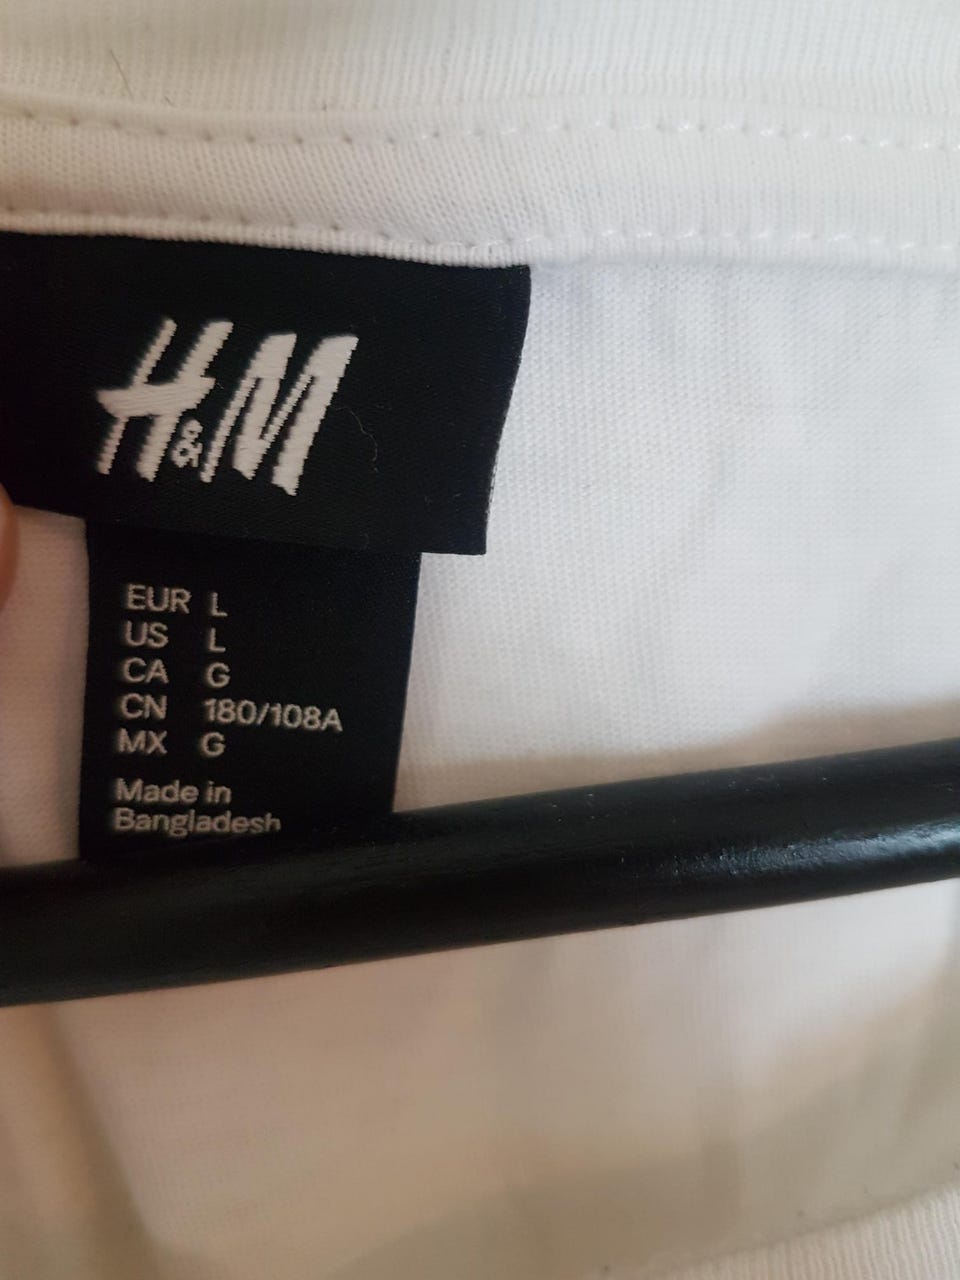 H&M
EUR L
US L
CA G
CN 180/108A
MX G
Made in
Bangladesh